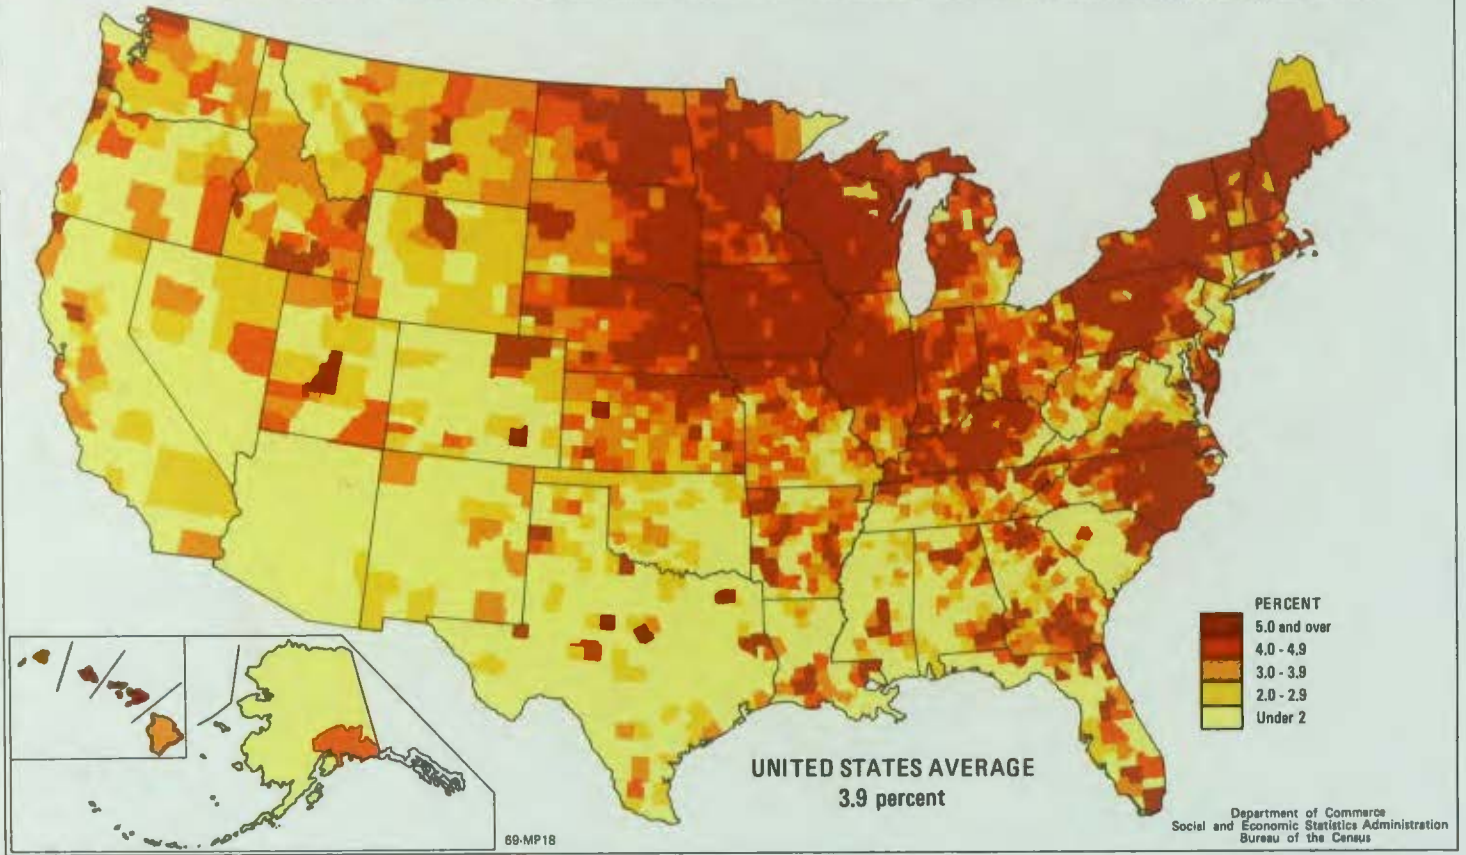 PERCENT
5.0 and over
4.0 - 4.9
3.0 - 3.9
2.0 - 2.9
Under 2
UNITED STATES AVERAGE
3.9 percent
Department of Commerce
Social and Economic Statistics Administration
Bureau of the Census
69-MP18